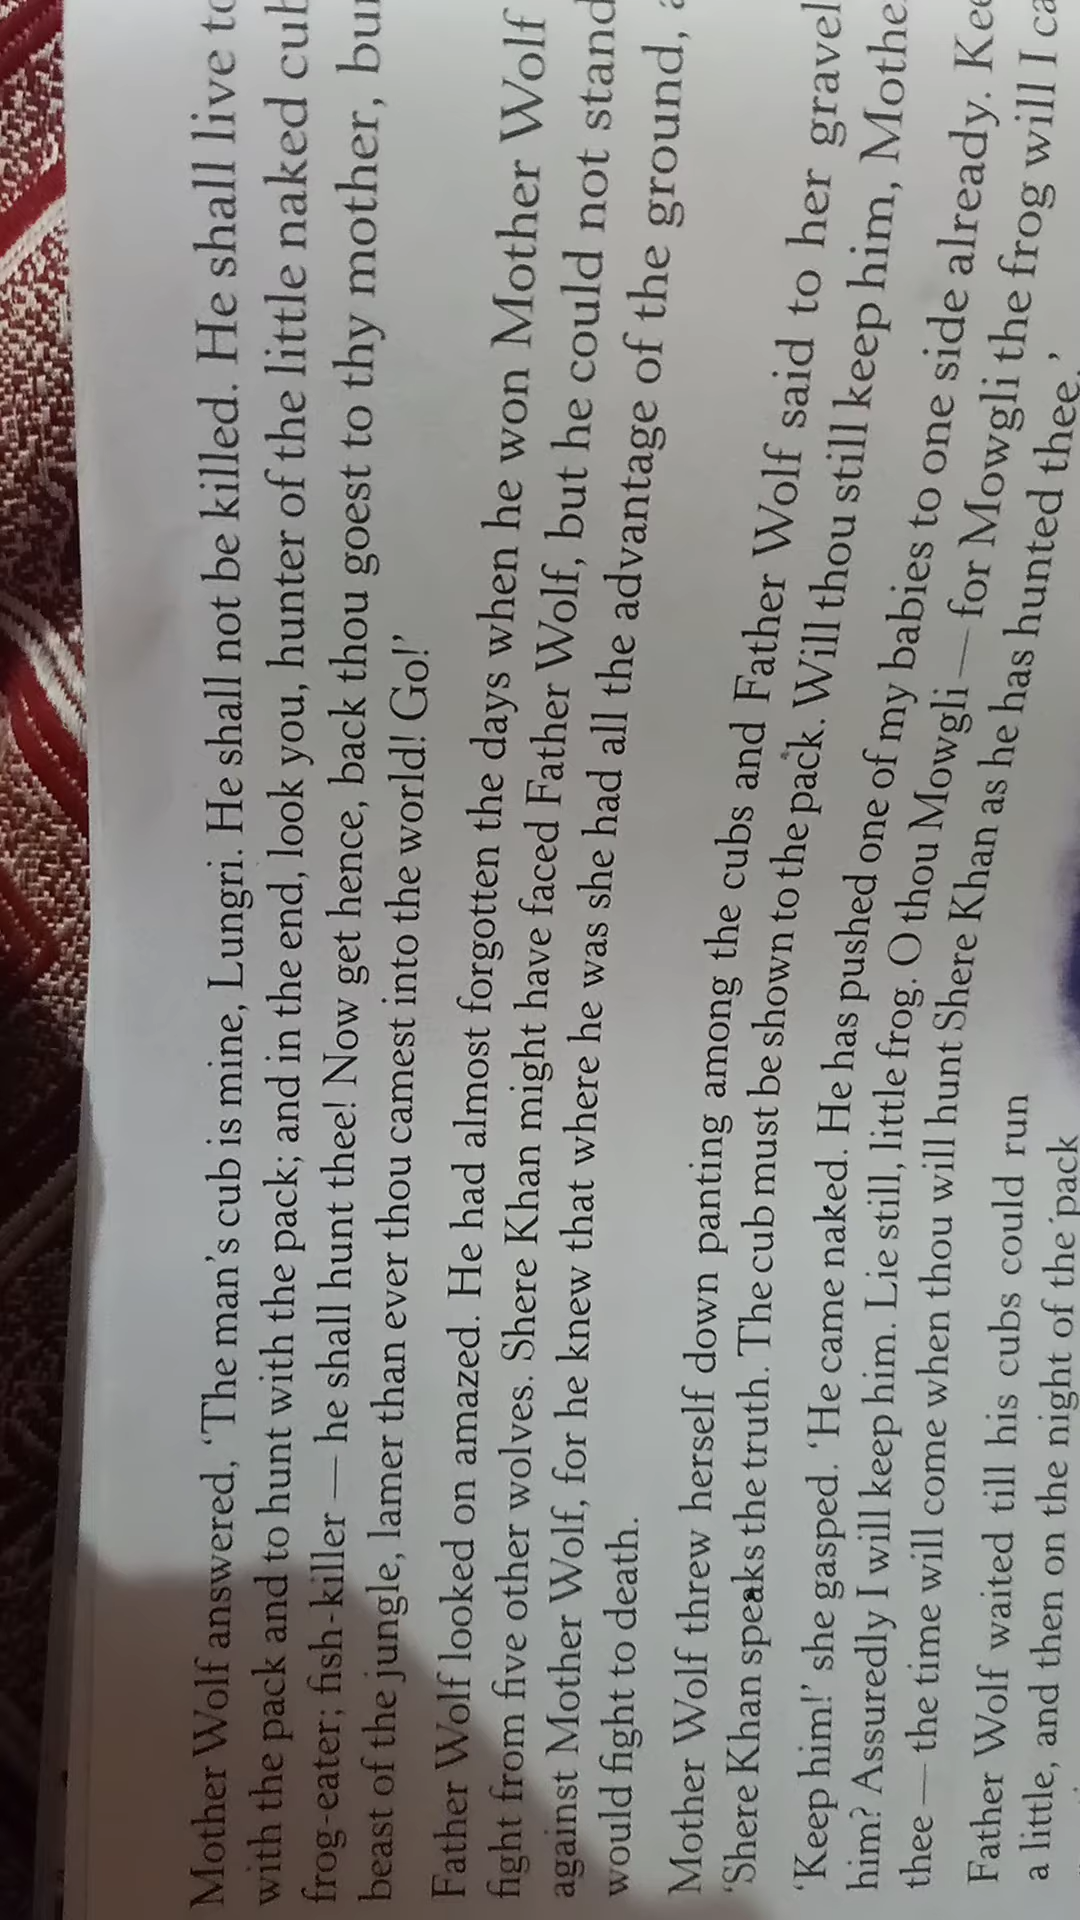 Mother Wolf answered, ‘The man’s cub is mine, Lungri. He shall not be killed. He shall live
with the pack and to hunt with the pack; and in the end, look you, hunter of the little naked
frog-eater; fish-killer — he shall hunt thee! Now get hence, back thou goest to thy mother,
beast of the jungle, lamer than ever thou camest into the world! Go!’
Father Wolf looked on amazed. He had almost forgotten the days when he won Mother Wolf
fight from five other wolves. Shere Khan might have faced Father Wolf, but he could not stand
against Mother Wolf, for he knew that where he was she had all the advantage of the ground,
would fight to death.
Mother Wolf threw herself down panting among the cubs and Father Wolf said to her
‘Shere Khan speaks the truth. The cub must be shown to the pack. Will thou still keep him,
‘Keep him!’ she gasped. ‘He came naked. He has pushed one of my babies to one side already.
him? Assuredly I will keep him. Lie still, little frog. O thou Mowgli — for Mowgli the frog will I
thee — the time will come when thou will hunt Shere Khan as he has hunted thee.’
Father Wolf waited till his cubs could run
a little, and then on the night of the pack